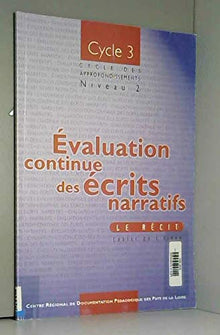 Cycle 3
CYCLE DES
APPROFONDISSEMENTS
Niveau 2
Évaluation
continue
des écrits
narratifs
LE RÉCIT
CENTRE RÉGIONAL DE DOCUMENTATION PÉDAGOGIQUE DES PAYS DE LA LOIRE